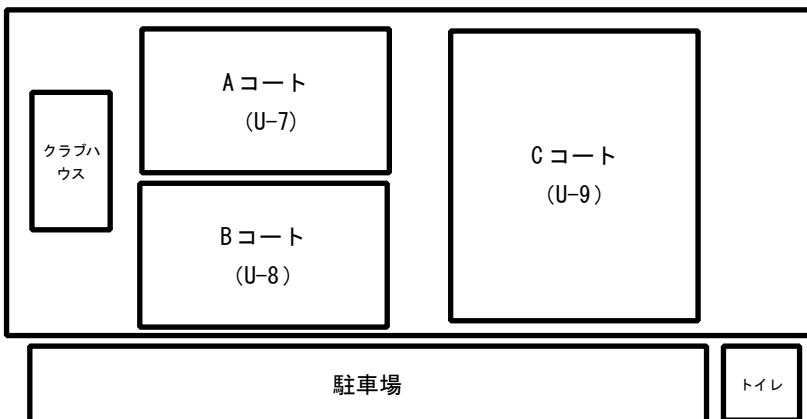 Aコート
(U-7)
クラブハ
ウス
Cコート
(U-9)
Bコート
(U-8)
駐車場
トイレ